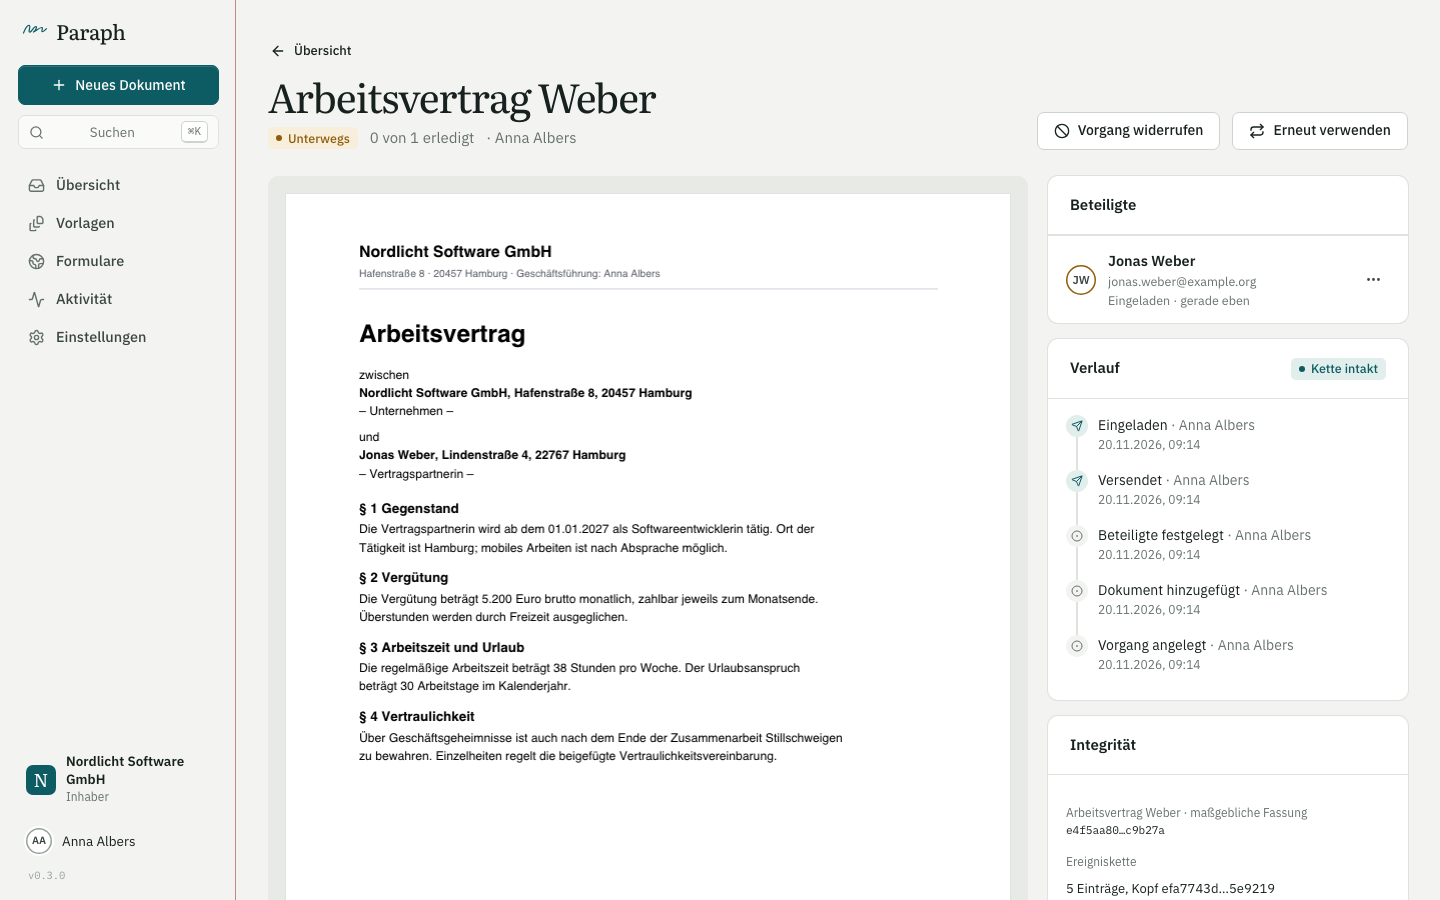 Paraph
Neues Dokument
Suchen
⌘K
Übersicht
Vorlagen
Formulare
Aktivität
Einstellungen
N
Nordlicht Software
GmbH
Inhaber
AA
Anna Albers
v0.3.0
Übersicht
Arbeitsvertrag Weber
Unterwegs
0 von 1 erledigt · Anna Albers
Vorgang widerrufen
Erneut verwenden
Nordlicht Software GmbH
Hafenstraße 8 · 20457 Hamburg · Geschäftsführung: Anna Albers
Arbeitsvertrag
zwischen
Nordlicht Software GmbH, Hafenstraße 8, 20457 Hamburg
– Unternehmen –
und
Jonas Weber, Lindenstraße 4, 22767 Hamburg
– Vertragspartnerin –
§ 1 Gegenstand
Die Vertragspartnerin wird ab dem 01.01.2027 als Softwareentwicklerin tätig. Ort der
Tätigkeit ist Hamburg; mobiles Arbeiten ist nach Absprache möglich.
§ 2 Vergütung
Die Vergütung beträgt 5.200 Euro brutto monatlich, zahlbar jeweils zum Monatsende.
Überstunden werden durch Freizeit ausgeglichen.
§ 3 Arbeitszeit und Urlaub
Die regelmäßige Arbeitszeit beträgt 38 Stunden pro Woche. Der Urlaubsanspruch
beträgt 30 Arbeitstage im Kalenderjahr.
§ 4 Vertraulichkeit
Über Geschäftsgeheimnisse ist auch nach dem Ende der Zusammenarbeit Stillschweigen
zu bewahren. Einzelheiten regelt die beigefügte Vertraulichkeitsvereinbarung.
Beteiligte
JW
Jonas Weber
jonas.weber@example.org
Eingeladen · gerade eben
Verlauf
Kette intakt
Eingeladen · Anna Albers
20.11.2026, 09:14
Versendet · Anna Albers
20.11.2026, 09:14
Beteiligte festgelegt · Anna Albers
20.11.2026, 09:14
Dokument hinzugefügt · Anna Albers
20.11.2026, 09:14
Vorgang angelegt · Anna Albers
20.11.2026, 09:14
Integrität
Arbeitsvertrag Weber · maßgebliche Fassung
e4f5aa80…c9b27a
Ereigniskette
5 Einträge, Kopf efa7743d…5e9219